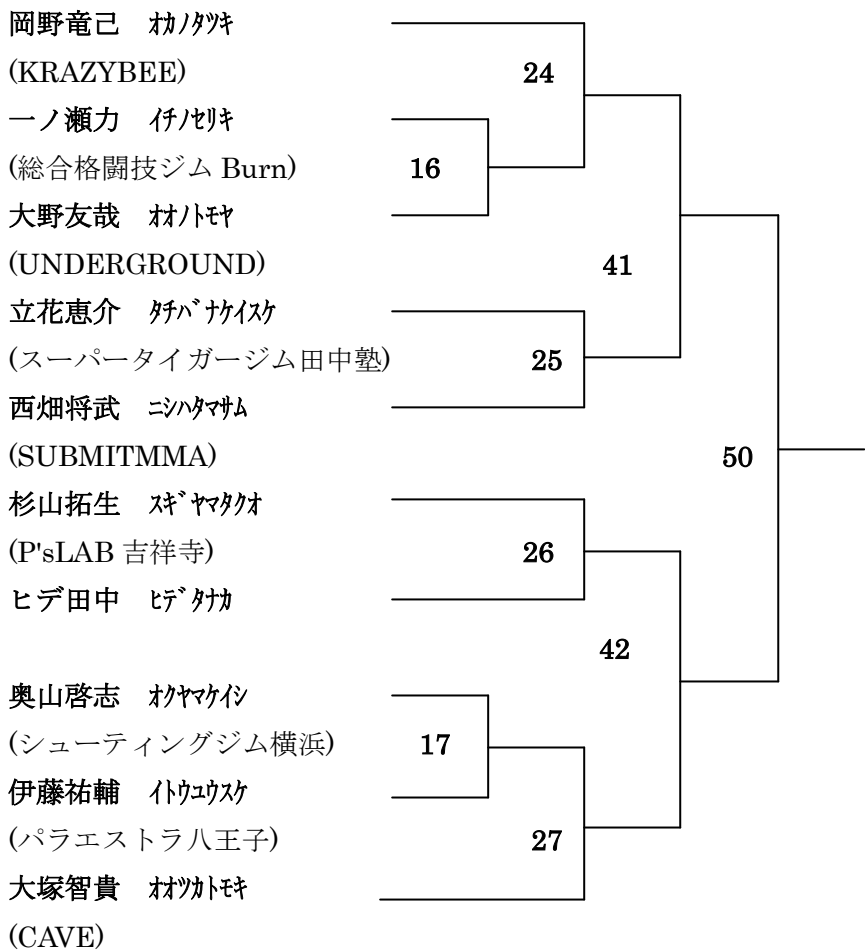 岡野竜己 ｵｶﾉﾀﾂｷ
(KRAZYBEE)
24
一ノ瀬力 ｲﾁﾉｾﾘｷ
(総合格闘技ジム Burn)
16
大野友哉 ｵｵﾉﾄﾓﾔ
(UNDERGROUND)
41
立花恵介 ﾀﾁﾊﾞﾅｹｲｽｹ
(スーパータイガージム田中塾)
25
西畑将武 ﾆｼﾊﾀﾏｻﾑ
(SUBMITMMA)
50
杉山拓生 ｽｷﾞﾔﾏﾀｸｵ
(P'sLAB 吉祥寺)
26
ヒデ田中 ﾋﾃﾞﾀﾅｶ
42
奥山啓志 ｵｸﾔﾏｹｲｼ
(シューティングジム横浜)
17
伊藤祐輔 ｲﾄｳﾕｳｽｹ
(パラエストラ八王子)
27
大塚智貴 ｵｵﾂｶﾄﾓｷ
(CAVE)